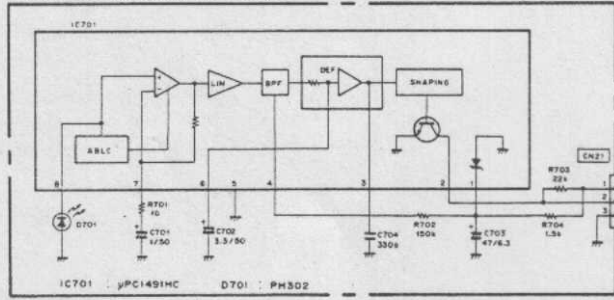 IC701
LIM
BPF
DEF
SHAPING
ABLC
CN21
8
7
6
5
4
3
2
1
R703
22k
1
2
3
D701
R701
10
C701
1/50
C702
3.3/50
C704
330p
R702
150k
C703
47/6.3
R704
1.5k
IC701 : μPC1491HC D701 : PH302